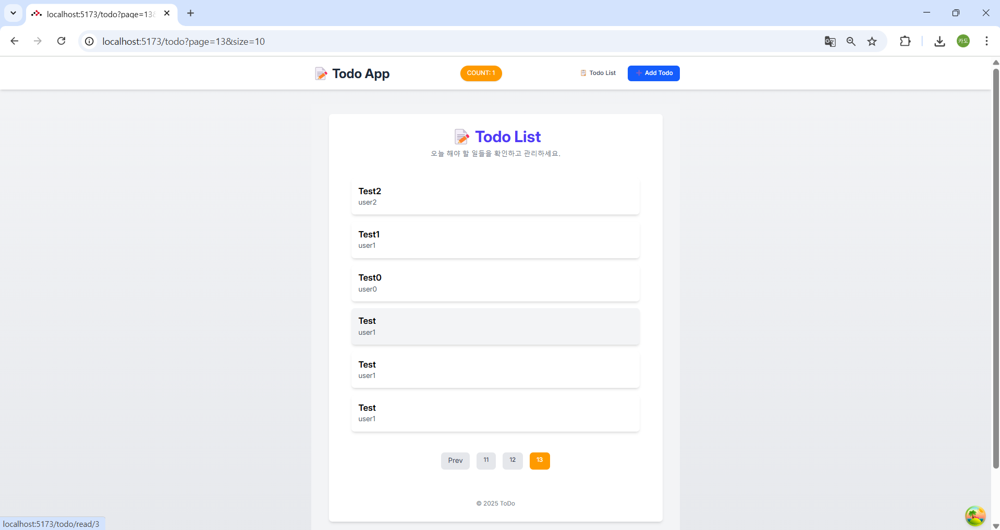 localhost:5173/todo?page=138
localhost:5173/todo?page=13&size=10
카도
Todo App
COUNT: 1
Todo List
Add Todo
Todo List
오늘 해야 할 일들을 확인하고 관리하세요.
Test2
user2
Test1
user1
Test0
user0
Test
user1
Test
user1
Test
user1
Prev
11
12
13
© 2025 ToDo
localhost:5173/todo/read/3